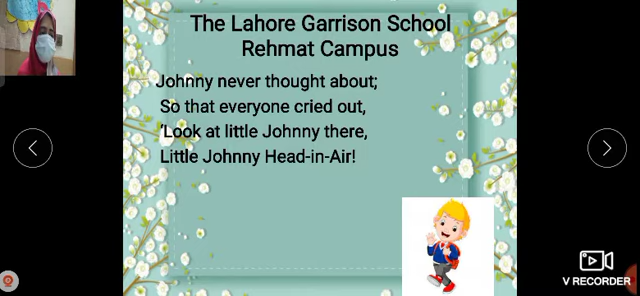 The Lahore Garrison School
Rehmat Campus
Johnny never thought about;
So that everyone cried out,
'Look at little Johnny there,
Little Johnny Head-in-Air!
V RECORDER